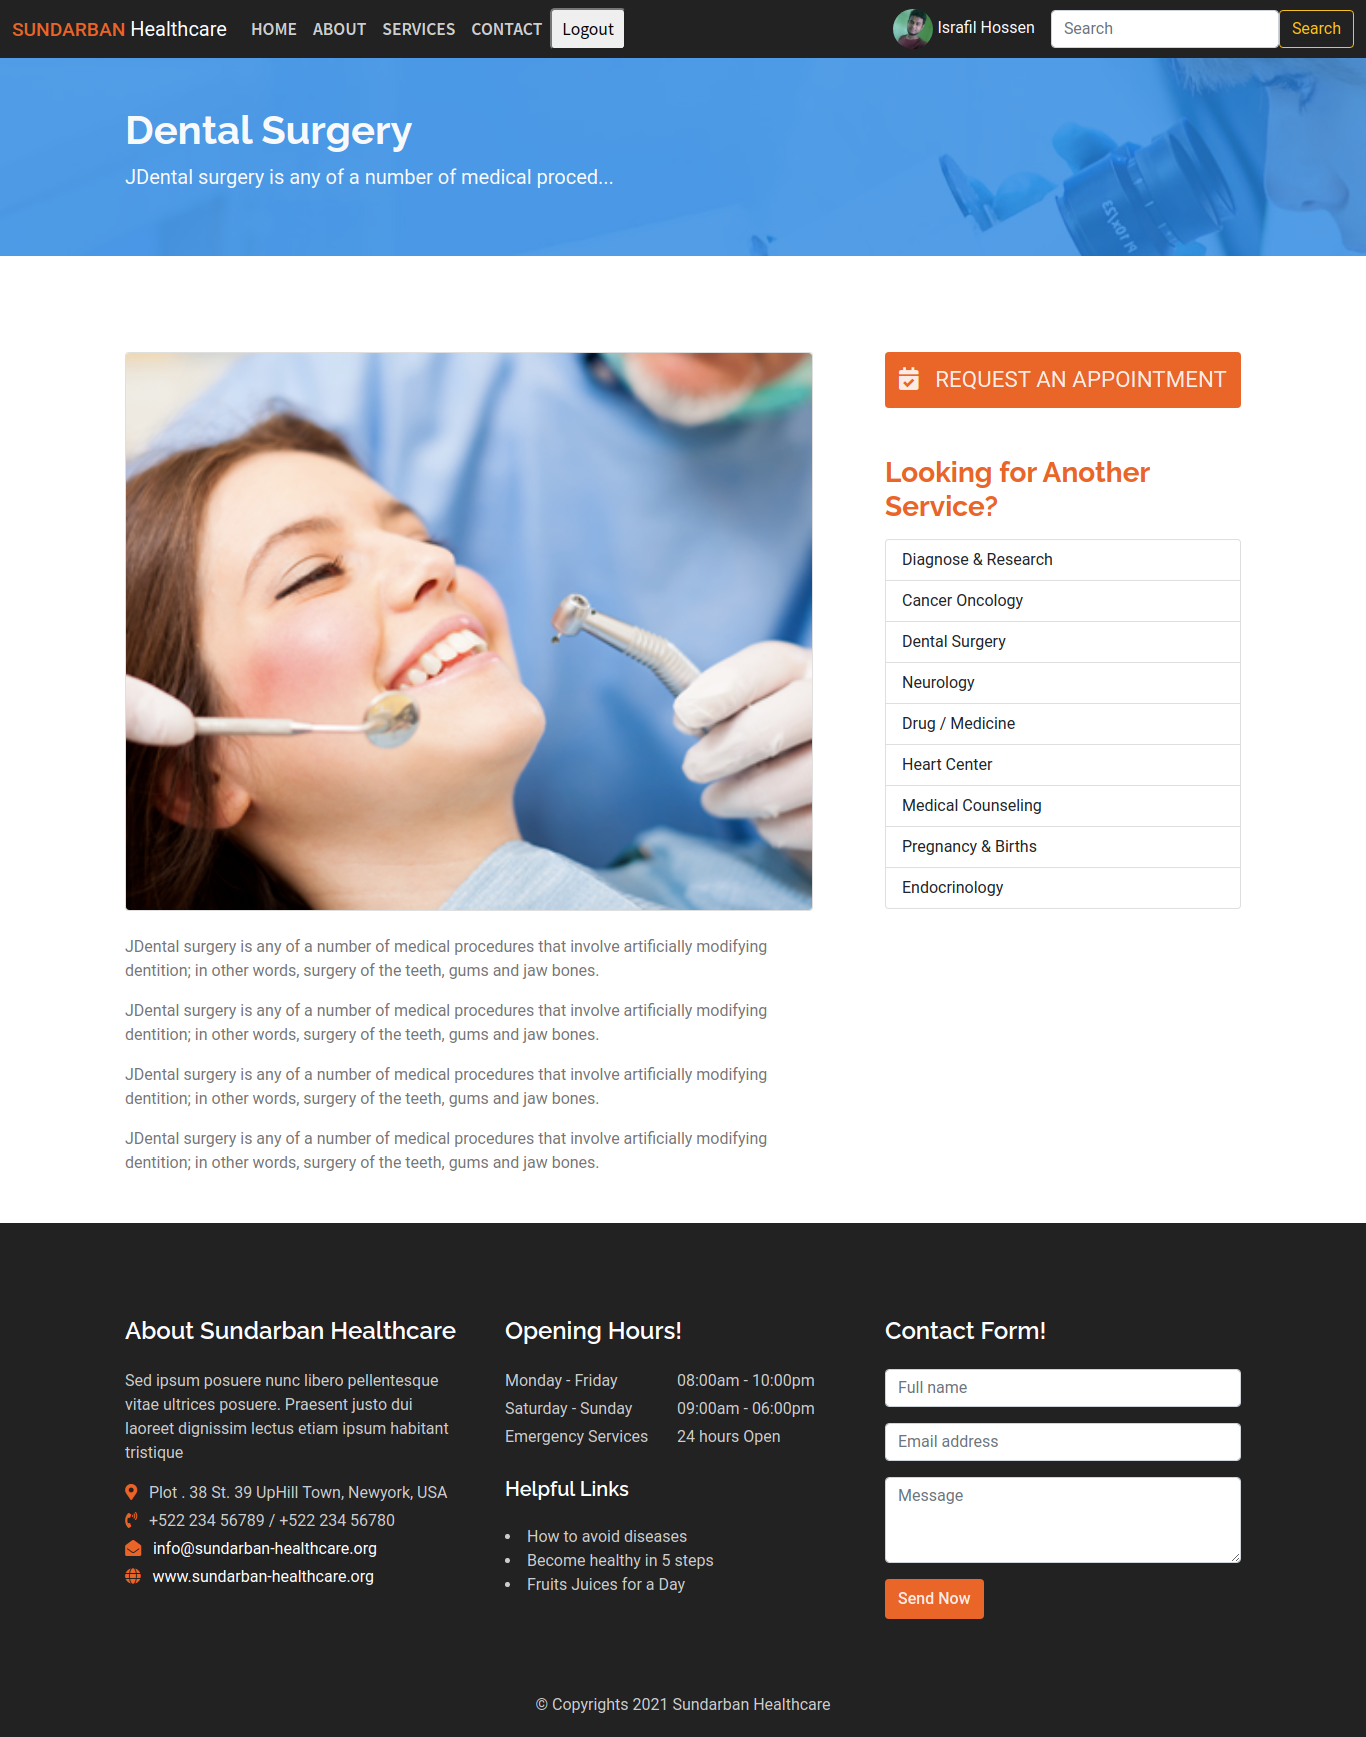 SUNDARBAN Healthcare HOME ABOUT SERVICES CONTACT Logout Israfil Hossen Search Search
Dental Surgery
JDental surgery is any of a number of medical proced...
REQUEST AN APPOINTMENT
Looking for Another
Service?
Diagnose & Research
Cancer Oncology
Dental Surgery
Neurology
Drug / Medicine
Heart Center
Medical Counseling
Pregnancy & Births
Endocrinology
JDental surgery is any of a number of medical procedures that involve artificially modifying
dentition; in other words, surgery of the teeth, gums and jaw bones.
JDental surgery is any of a number of medical procedures that involve artificially modifying
dentition; in other words, surgery of the teeth, gums and jaw bones.
JDental surgery is any of a number of medical procedures that involve artificially modifying
dentition; in other words, surgery of the teeth, gums and jaw bones.
JDental surgery is any of a number of medical procedures that involve artificially modifying
dentition; in other words, surgery of the teeth, gums and jaw bones.
About Sundarban Healthcare
Sed ipsum posuere nunc libero pellentesque
vitae ultrices posuere. Praesent justo dui
laoreet dignissim lectus etiam ipsum habitant
tristique
Plot . 38 St. 39 UpHill Town, Newyork, USA
+522 234 56789 / +522 234 56780
info@sundarban-healthcare.org
www.sundarban-healthcare.org
Opening Hours!
Monday - Friday 08:00am - 10:00pm
Saturday - Sunday 09:00am - 06:00pm
Emergency Services 24 hours Open
Helpful Links
How to avoid diseases
Become healthy in 5 steps
Fruits Juices for a Day
Contact Form!
Full name
Email address
Message
Send Now
© Copyrights 2021 Sundarban Healthcare